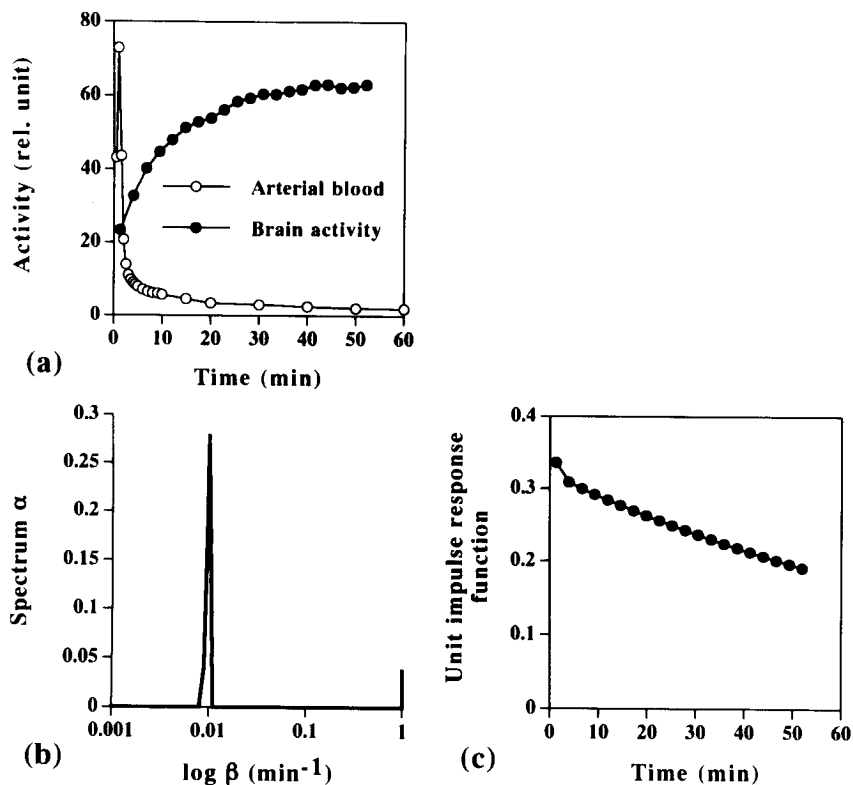 80
60
40
20
0
Activity (rel. unit)
Arterial blood
Brain activity
0 10 20 30 40 50 60
Time (min)
(a)
0.3
0.25
0.2
0.15
0.1
0.05
0
Spectrum α
0.001 0.01 0.1 1
log β (min⁻¹)
(b)
0.4
0.3
0.2
0.1
0
Unit impulse response
function
0 10 20 30 40 50 60
Time (min)
(c)